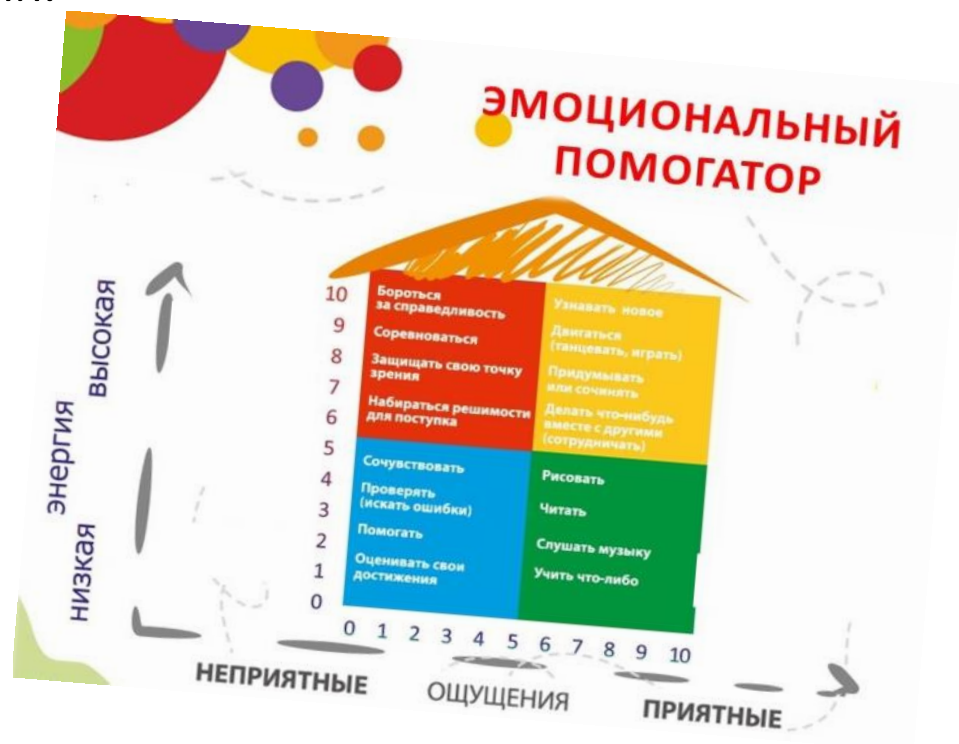 ЭМОЦИОНАЛЬНЫЙ
ПОМОГАТОР
энергия
высокая
низкая
10
9
8
7
6
5
4
3
2
1
0
Бороться
за справедливость
Соревноваться
Защищать свою точку
зрения
Набираться решимости
для поступка
Узнавать новое
Двигаться
(танцевать, играть)
Придумывать
или сочинять
Делать что-нибудь
вместе с другими
(сотрудничать)
Сочувствовать
Проверять
(искать ошибки)
Помогать
Оценивать свои
достижения
Рисовать
Читать
Слушать музыку
Учить что-либо
0 1 2 3 4 5 6 7 8 9 10
НЕПРИЯТНЫЕ ОЩУЩЕНИЯ ПРИЯТНЫЕ